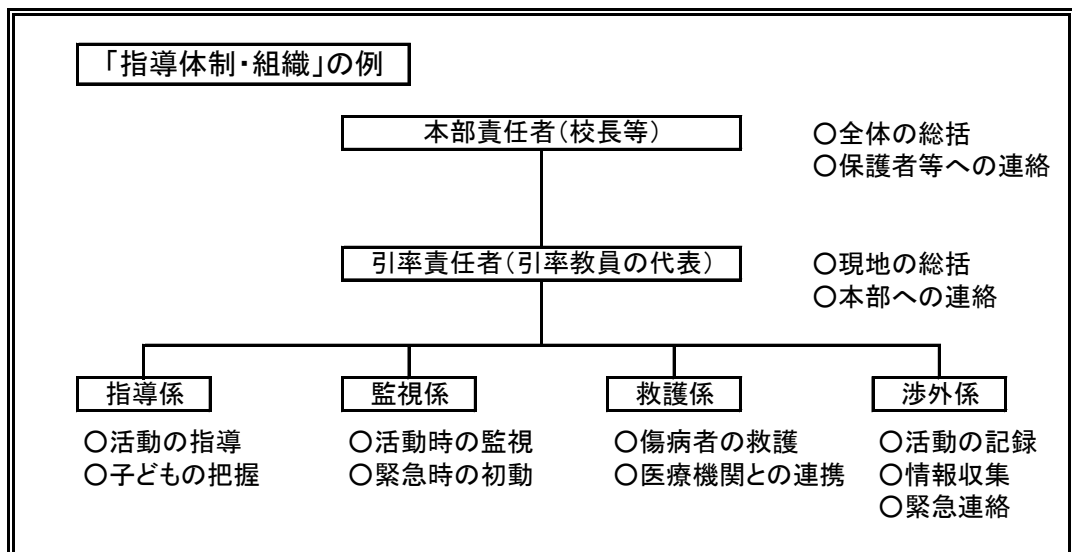 「指導体制・組織」の例
本部責任者(校長等)
○全体の総括
○保護者等への連絡
引率責任者(引率教員の代表)
○現地の総括
○本部への連絡
指導係
○活動の指導
○子どもの把握
監視係
○活動時の監視
○緊急時の初動
救護係
○傷病者の救護
○医療機関との連携
渉外係
○活動の記録
○情報収集
○緊急連絡